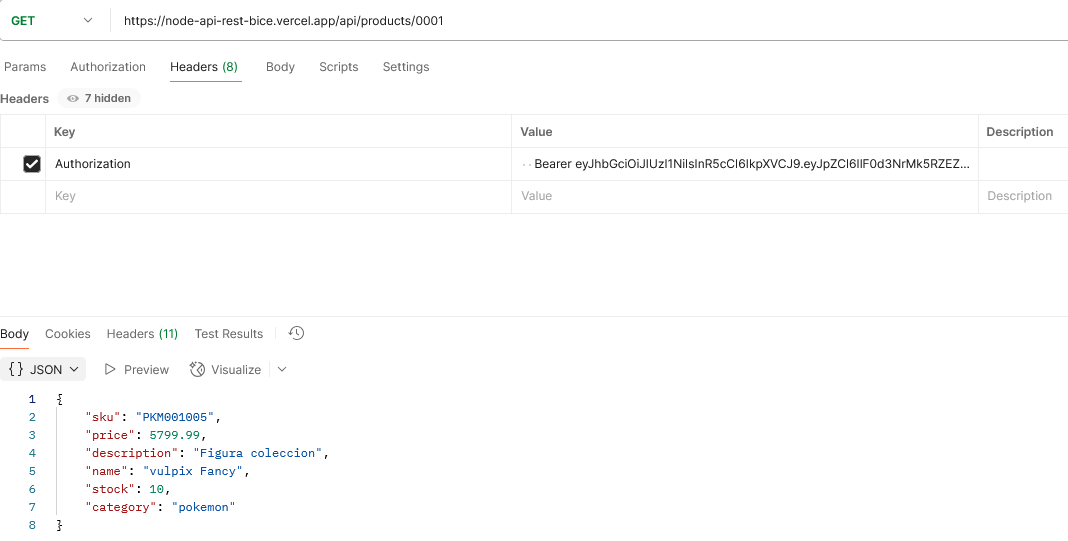 GET https://node-api-rest-bice.vercel.app/api/products/0001
Params Authorization Headers (8) Body Scripts Settings
Headers 7 hidden
Key Value Description
Authorization Bearer eyJhbGciOiJIUzI1NiIsInR5cCI6IkpXVCJ9.eyJpZCI6IlF0d3NrMk5RZEZ...
Key Value Description
Body Cookies Headers (11) Test Results
{} JSON Preview Visualize
1 {
2 "sku": "PKM001005",
3 "price": 5799.99,
4 "description": "Figura coleccion",
5 "name": "vulpix Fancy",
6 "stock": 10,
7 "category": "pokemon"
8 }